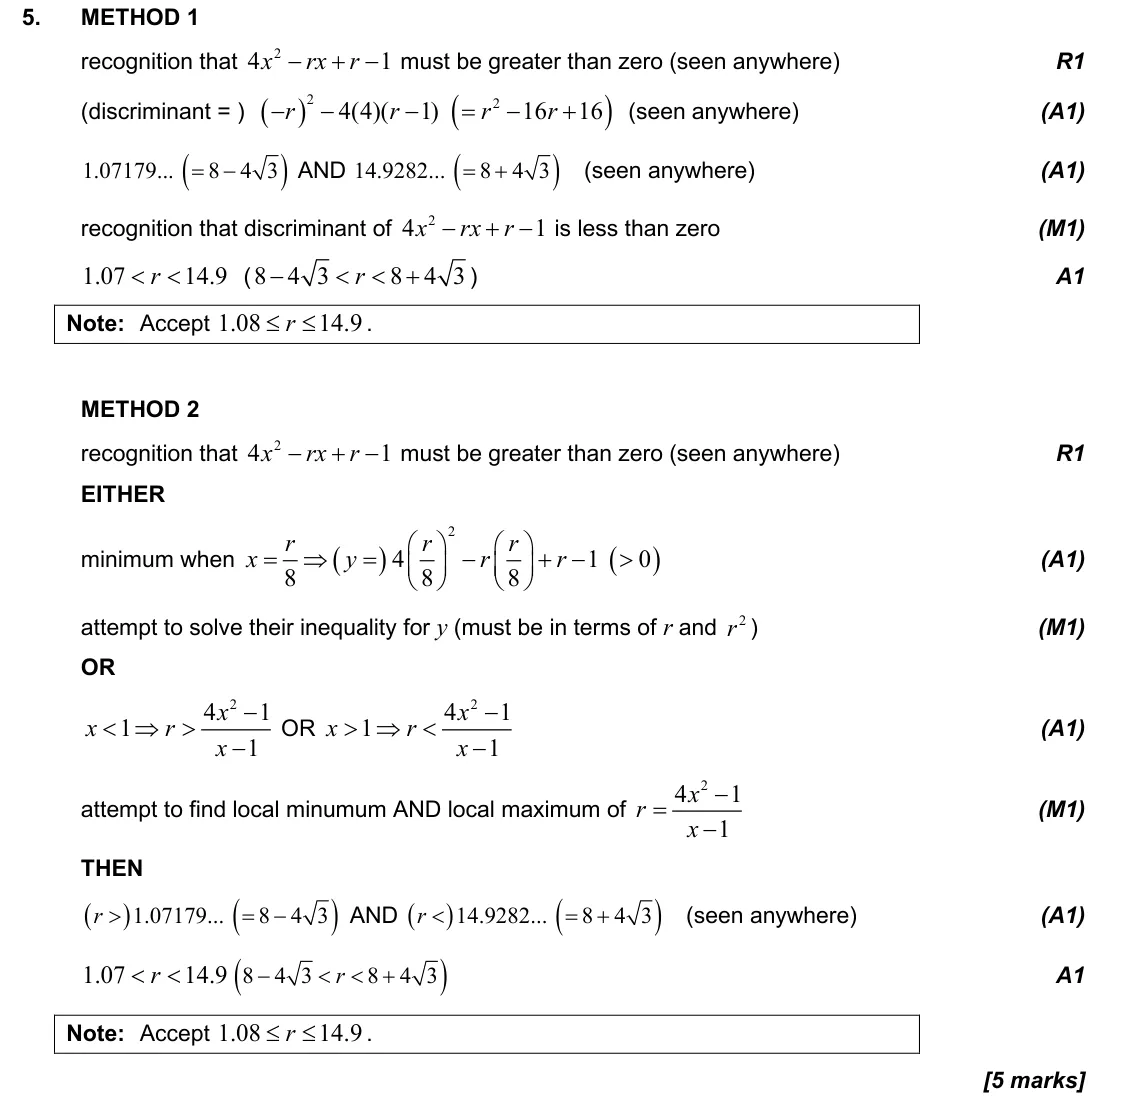 5. METHOD 1
recognition that 4x² − rx + r − 1 must be greater than zero (seen anywhere) R1
(discriminant = ) (−r)² − 4(4)(r − 1) (= r² − 16r + 16) (seen anywhere) (A1)
1.07179... (= 8 − 4√3) AND 14.9282... (= 8 + 4√3) (seen anywhere) (A1)
recognition that discriminant of 4x² − rx + r − 1 is less than zero (M1)
1.07 < r < 14.9 (8 − 4√3 < r < 8 + 4√3) A1
Note: Accept 1.08 ≤ r ≤ 14.9.
METHOD 2
recognition that 4x² − rx + r − 1 must be greater than zero (seen anywhere) R1
EITHER
minimum when x = r/8 ⇒ (y =) 4(r/8)² − r(r/8) + r − 1 (> 0) (A1)
attempt to solve their inequality for y (must be in terms of r and r²) (M1)
OR
x < 1 ⇒ r > (4x² − 1)/(x − 1) OR x > 1 ⇒ r < (4x² − 1)/(x − 1) (A1)
attempt to find local minumum AND local maximum of r = (4x² − 1)/(x − 1) (M1)
THEN
(r >) 1.07179... (= 8 − 4√3) AND (r <) 14.9282... (= 8 + 4√3) (seen anywhere) (A1)
1.07 < r < 14.9 (8 − 4√3 < r < 8 + 4√3) A1
Note: Accept 1.08 ≤ r ≤ 14.9.
[5 marks]